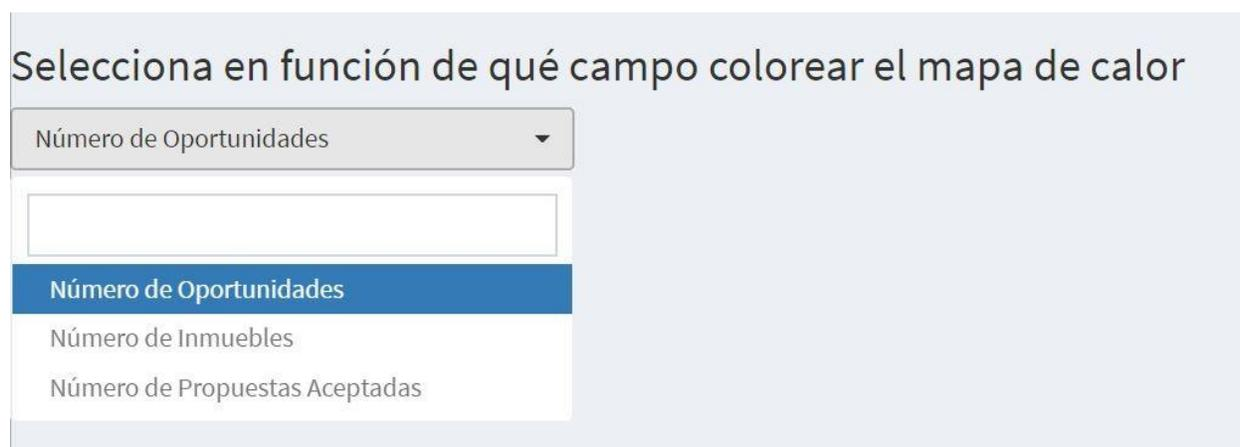 Selecciona en función de qué campo colorear el mapa de calor
Número de Oportunidades
Número de Oportunidades
Número de Inmuebles
Número de Propuestas Aceptadas